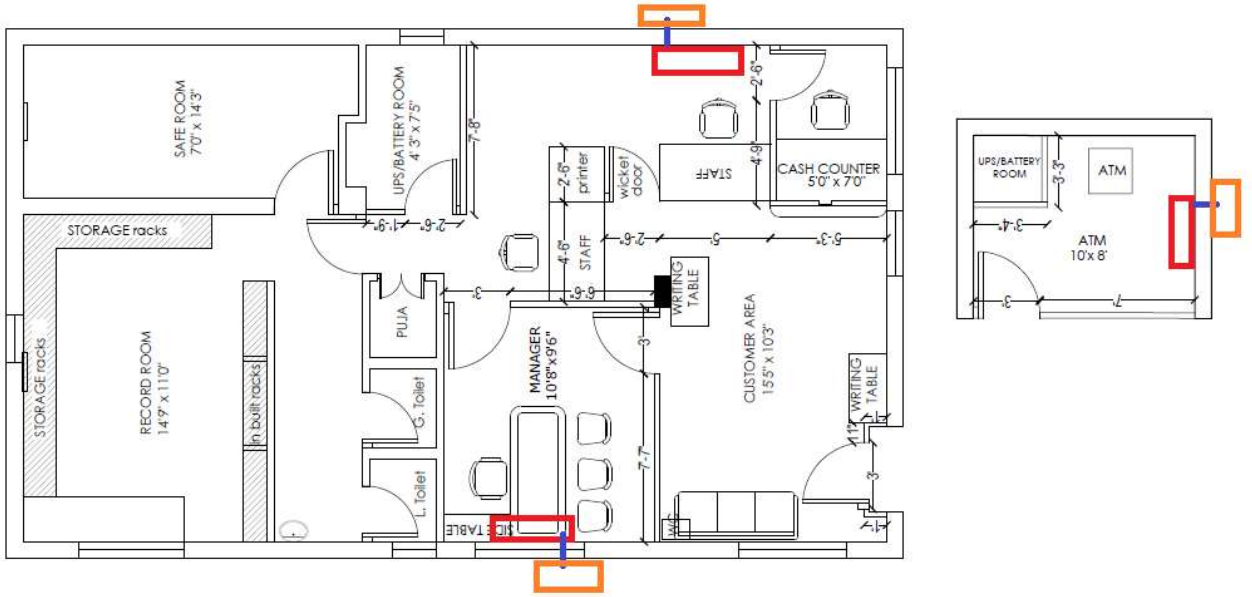 SAFE ROOM
7'0" x 14'3"
UPS/BATTERY ROOM
4' 3" x 7'5"
7'-8"
2'-6"
CASH COUNTER
5'0" x 7'0"
4'-9"
STAFF
wicket
door
printer
2'-6"
STAFF
4'-6"
1'-9"
2'-6"
2'-6"
5'
5'-3"
STORAGE racks
STORAGE racks
RECORD ROOM
14'9" x 11'0"
in built racks
PUJA
G. Toilet
L. Toilet
3'
6'-6"
MANAGER
10'8"x9'6"
3'
7'-7"
SIDE TABLE
WRITING
TABLE
CUSTOMER AREA
15'5" x 10'3"
WRITING
TABLE
1'
11"
3'
1'
UPS/BATTERY
ROOM
3'-3"
ATM
3'-4"
ATM
10'x 8'
3'
7'